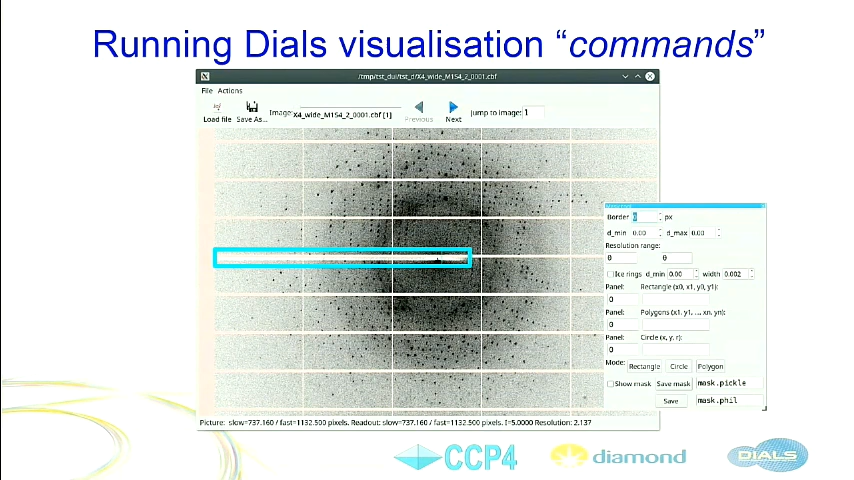 Running Dials visualisation “commands”
/tmp/tst_dui/tst_d/X4_wide_M1S4_2_0001.cbf
File Actions
Load file Save As... Image: X4_wide_M1S4_2_0001.cbf [1] Previous Next Jump to image: 1
Border 0 px
d_min 0.00 d_max 0.00
Resolution range:
0 0
Ice rings d_min 0.00 width 0.002
Panel: Rectangle (x0, x1, y0, y1)
0
Panel: Polygons (x1, y1, ..., xn, yn):
0
Panel: Circle (x, y, r):
0
Mode: Rectangle Circle Polygon
Show mask Save mask mask.pickle
Save mask.phil
Picture: slow=737.160 / fast=1132.500 pixels. Readout: slow=737.160 / fast=1132.500 pixels. I=5.0000 Resolution: 2.137
CCP4 diamond DIALS